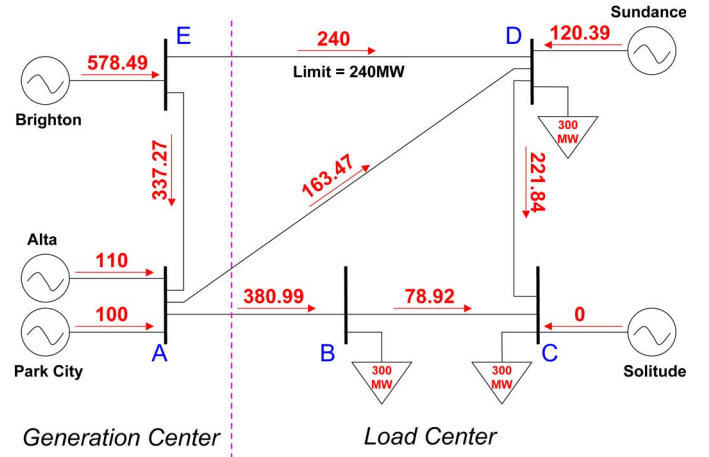 Sundance
E
240
D
120.39
578.49
Limit = 240MW
Brighton
300
MW
337.27
163.47
221.84
Alta
110
380.99
78.92
0
100
A
B
C
Park City
300
MW
300
MW
Solitude
Generation Center
Load Center